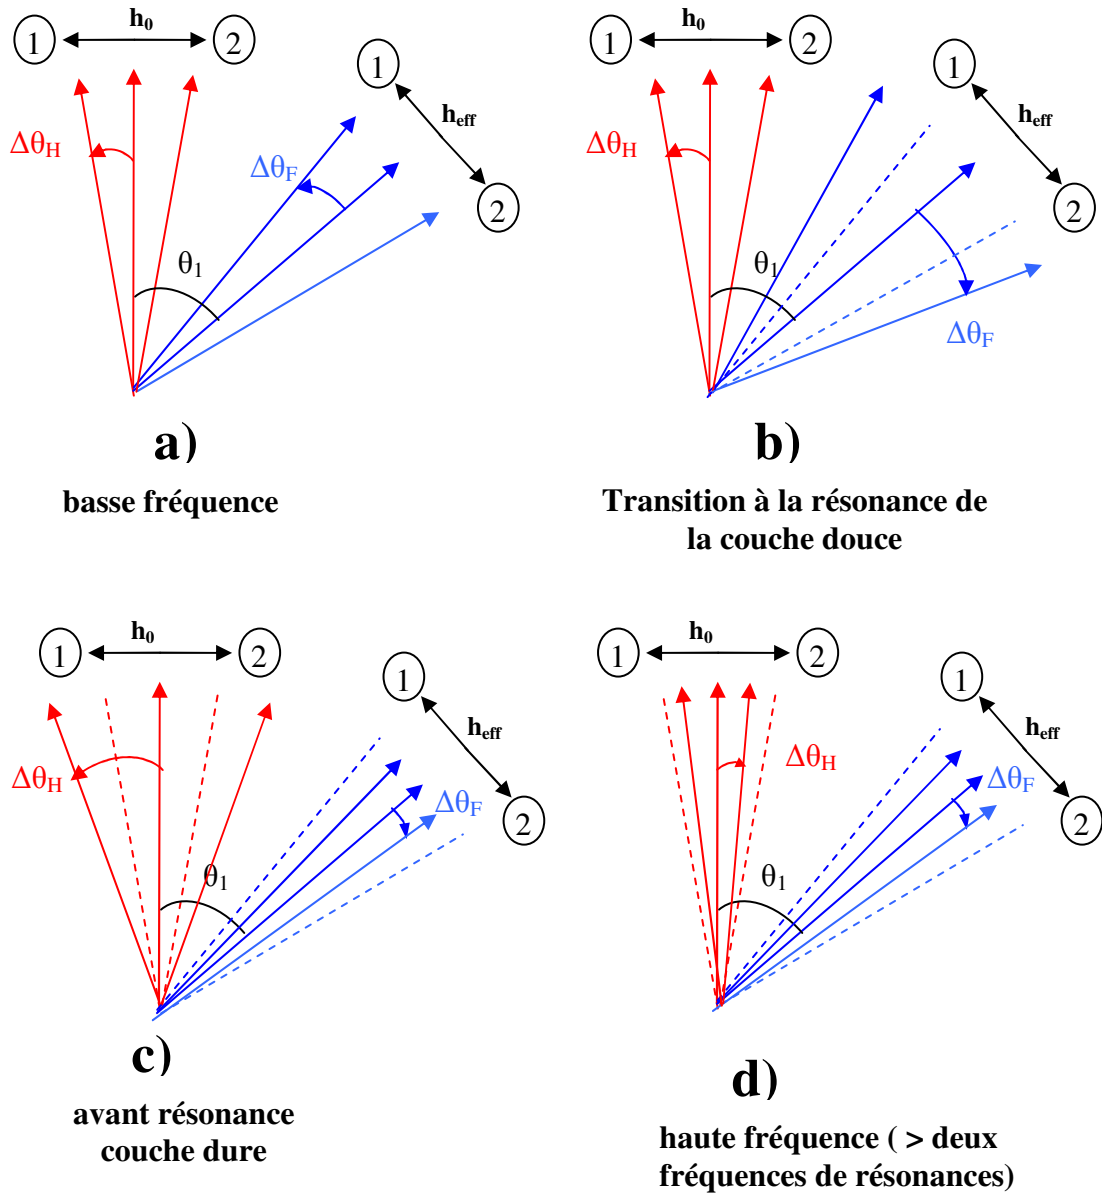 1 h0 2
1
heff
2
ΔθH
ΔθF
θ1
a)
basse fréquence
1 h0 2
1
heff
2
ΔθH
θ1
ΔθF
b)
Transition à la résonance de
la couche douce
1 h0 2
1
heff
2
ΔθH
ΔθF
θ1
c)
avant résonance
couche dure
1 h0 2
1
heff
2
ΔθH
ΔθF
θ1
d)
haute fréquence ( > deux
fréquences de résonances)